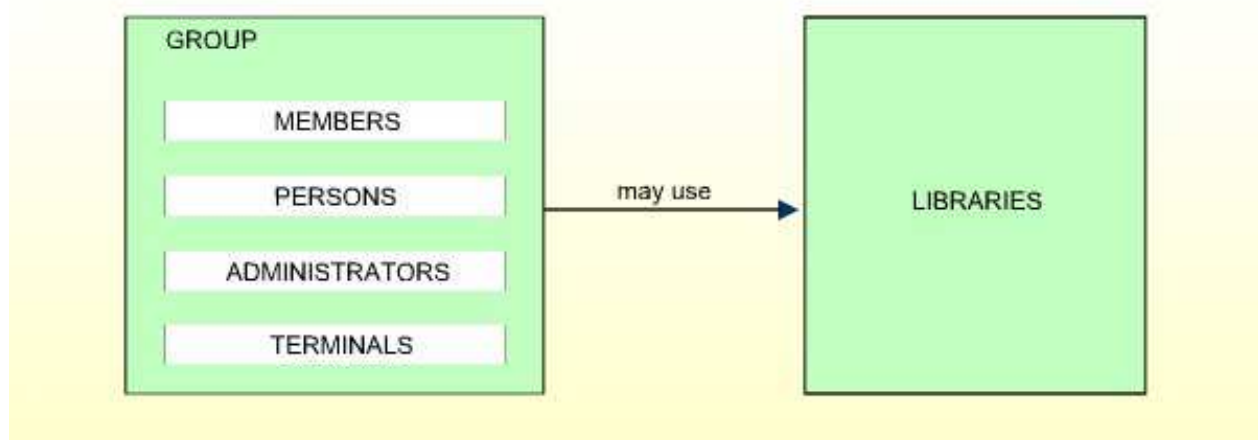 GROUP
MEMBERS
PERSONS
ADMINISTRATORS
TERMINALS
may use
LIBRARIES